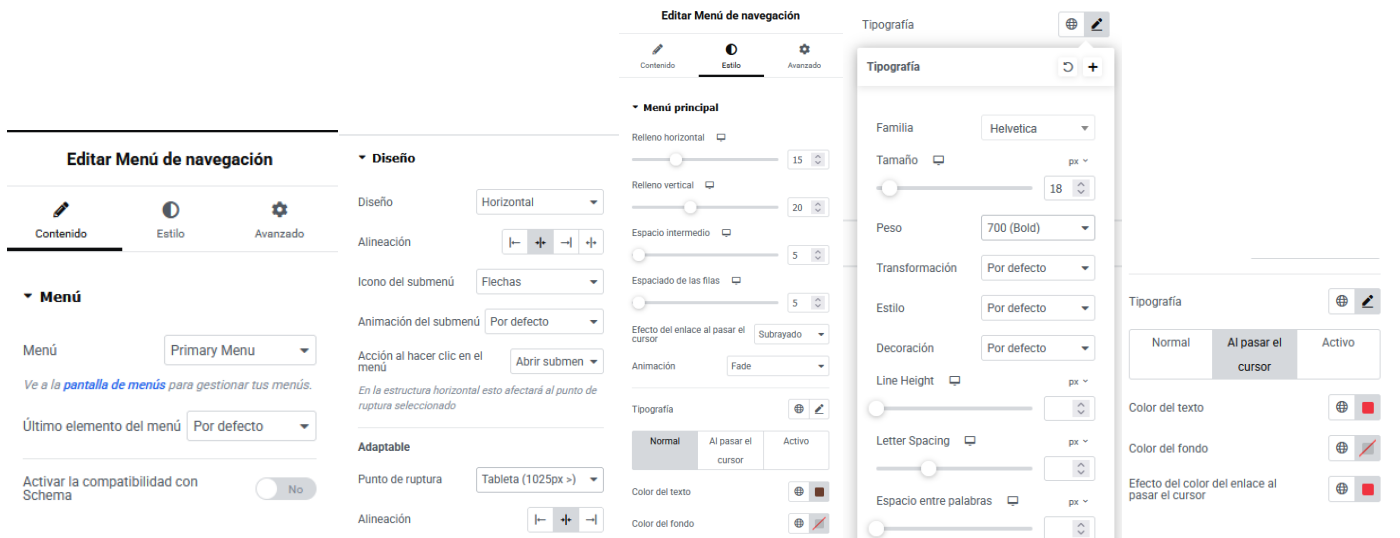 Editar Menú de navegación
Contenido
Estilo
Avanzado
Menú
Menú
Primary Menu
Ve a la pantalla de menús para gestionar tus menús.
Último elemento del menú
Por defecto
Activar la compatibilidad con
Schema
No
Diseño
Diseño
Horizontal
Alineación
Icono del submenú
Flechas
Animación del submenú
Por defecto
Acción al hacer clic en el
menú
Abrir submen
En la estructura horizontal esto afectará al punto de
ruptura seleccionado
Adaptable
Punto de ruptura
Tableta (1025px >)
Alineación
Editar Menú de navegación
Contenido
Estilo
Avanzado
Menú principal
Relleno horizontal
15
Relleno vertical
20
Espacio intermedio
5
Espaciado de las filas
5
Efecto del enlace al pasar el
cursor
Subrayado
Animación
Fade
Tipografía
Normal
Al pasar el
cursor
Activo
Color del texto
Color del fondo
Tipografía
Tipografía
Familia
Helvetica
Tamaño
px
18
Peso
700 (Bold)
Transformación
Por defecto
Estilo
Por defecto
Decoración
Por defecto
Line Height
px
Letter Spacing
px
Espacio entre palabras
px
Tipografía
Normal
Al pasar el
cursor
Activo
Color del texto
Color del fondo
Efecto del color del enlace al
pasar el cursor